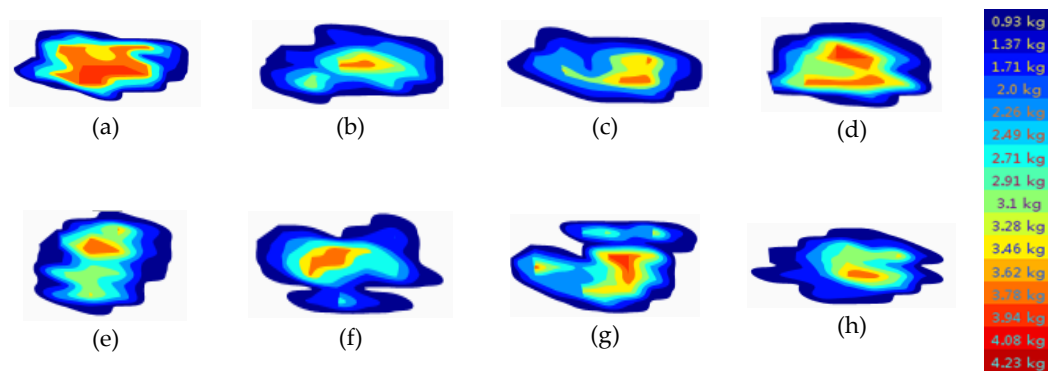 (a)
(b)
(c)
(d)
(e)
(f)
(g)
(h)
0.93 kg
1.37 kg
1.71 kg
2.0 kg
2.26 kg
2.49 kg
2.71 kg
2.91 kg
3.1 kg
3.28 kg
3.46 kg
3.62 kg
3.78 kg
3.94 kg
4.08 kg
4.23 kg